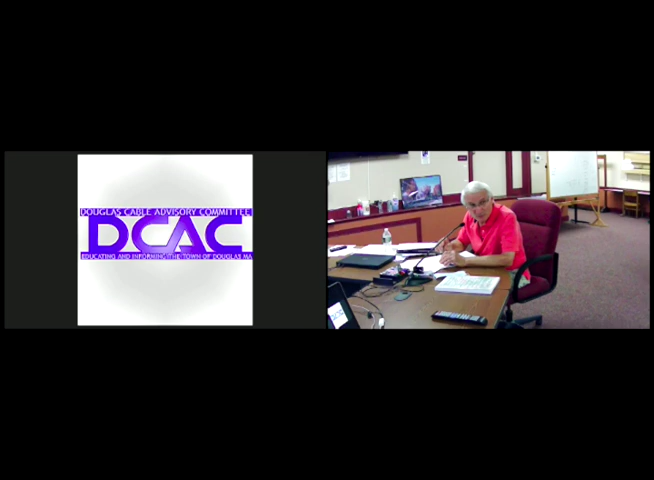 DOUGLAS CABLE ADVISORY COMMITTEE
DCAC
EDUCATING AND INFORMING THE TOWN OF DOUGLAS MA